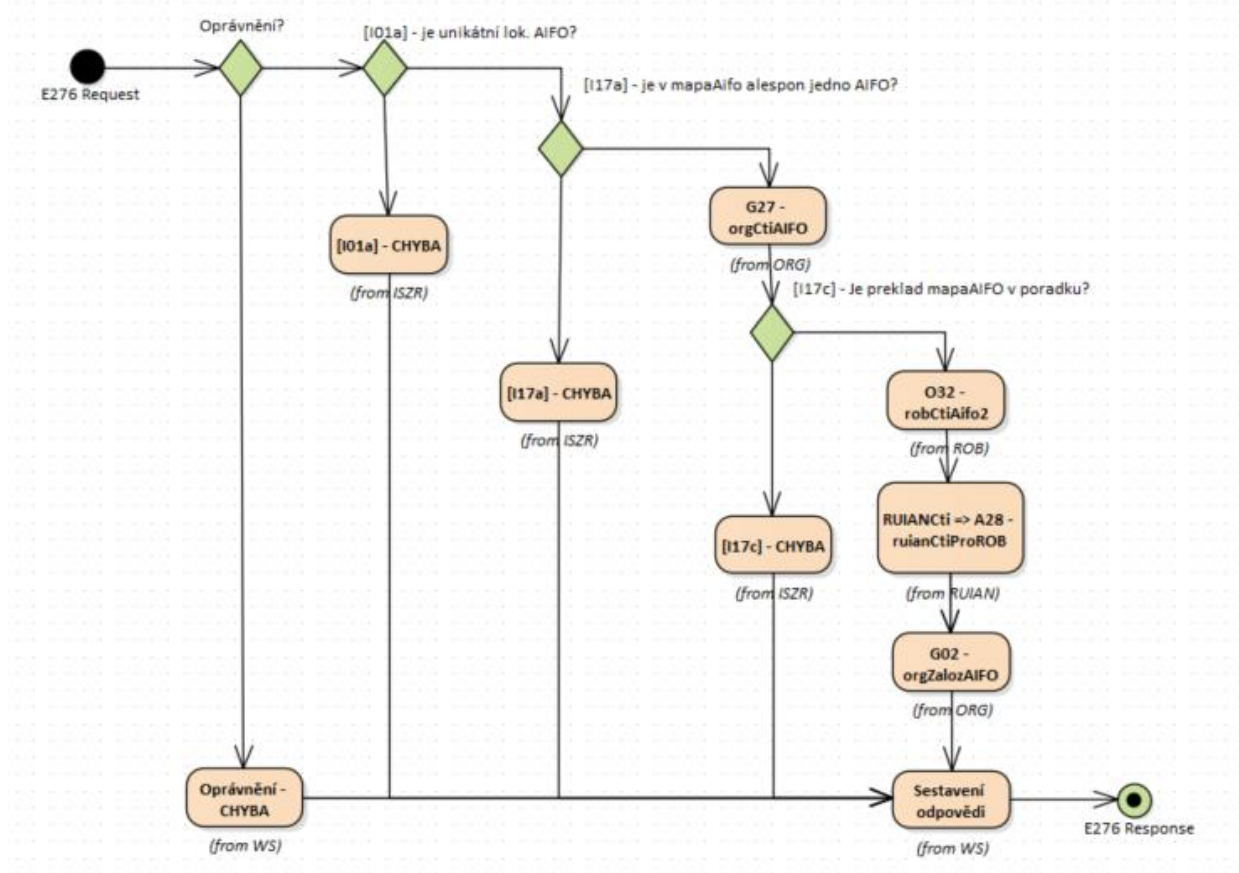 Oprávnění?
[I01a] - je unikátní lok. AIFO?
E276 Request
[I17a] - je v mapaAifo alespon jedno AIFO?
G27 -
orgCtiAIFO
(from ORG)
[I01a] - CHYBA
(from ISZR)
[I17c] - Je preklad mapaAIFO v poradku?
[I17a] - CHYBA
(from ISZR)
O32 -
robCtiAifo2
(from ROB)
RUIANCti => A28 -
ruianCtiProROB
(from RUIAN)
[I17c] - CHYBA
(from ISZR)
G02 -
orgZalozAIFO
(from ORG)
Oprávnění -
CHYBA
(from WS)
Sestavení
odpovědi
(from WS)
E276 Response